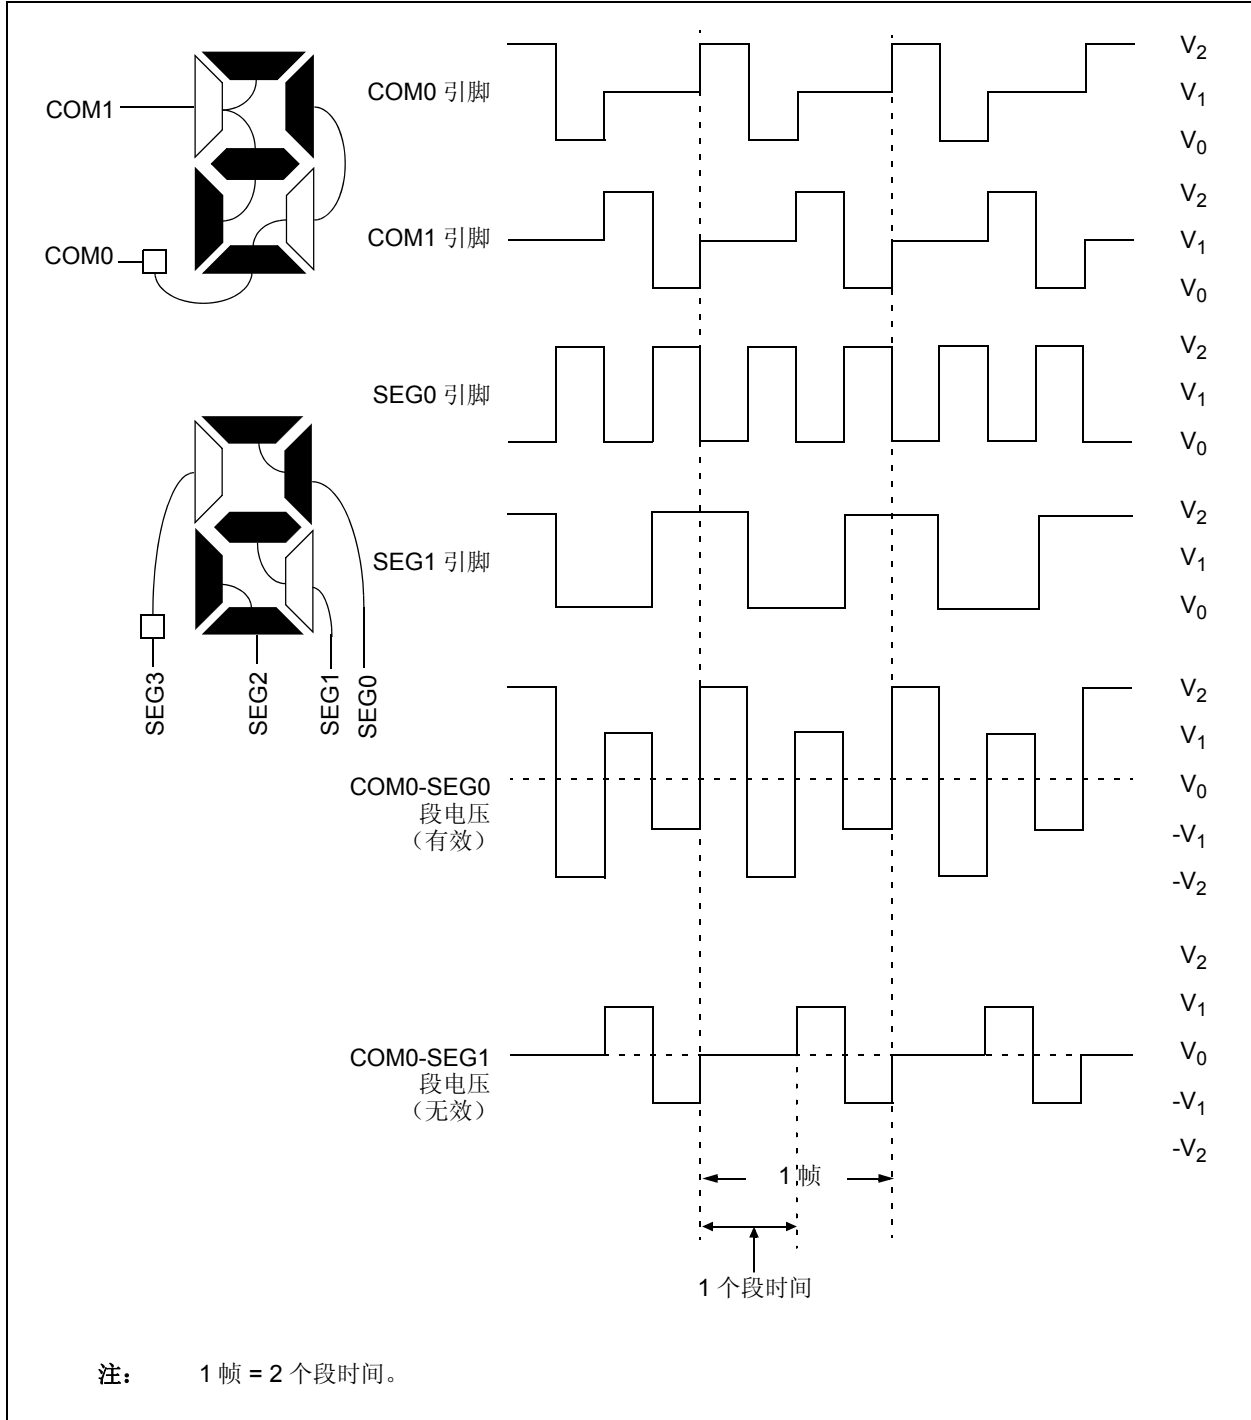 COM1
COM0
SEG3
SEG2
SEG1
SEG0
COM0 引脚
V2
V1
V0
COM1 引脚
V2
V1
V0
SEG0 引脚
V2
V1
V0
SEG1 引脚
V2
V1
V0
COM0-SEG0
段电压
（有效）
V2
V1
V0
-V1
-V2
COM0-SEG1
段电压
（无效）
V2
V1
V0
-V1
-V2
1 帧
1 个段时间
注： 1 帧 = 2 个段时间。